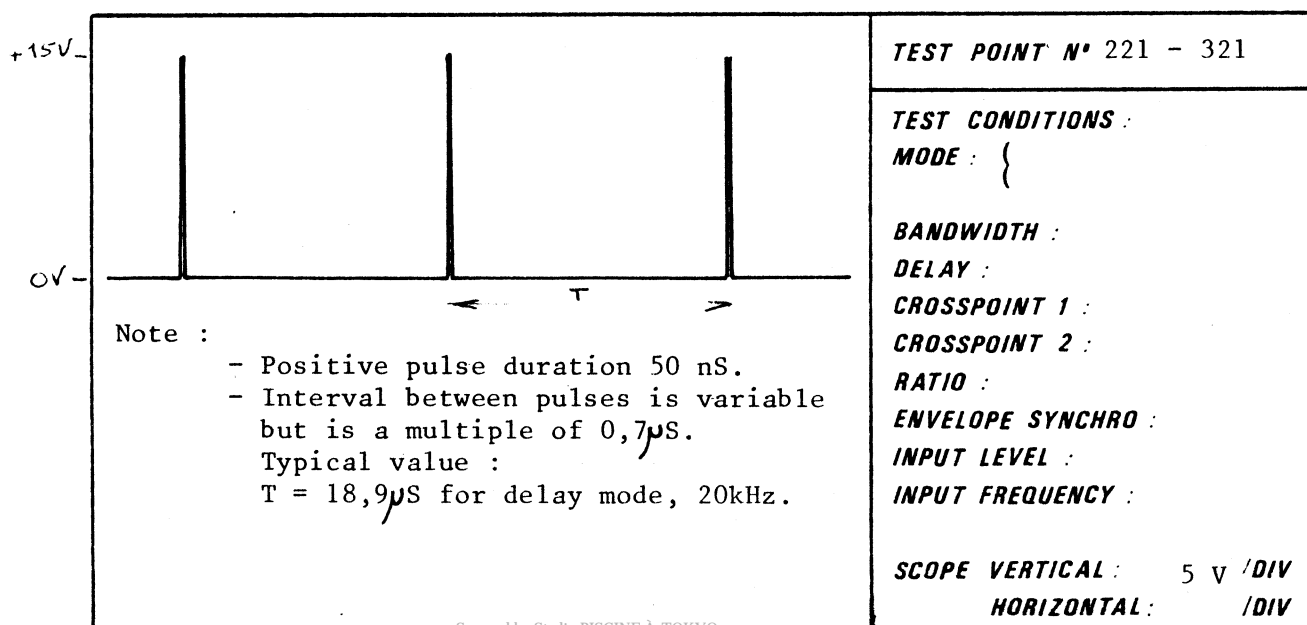 +15V
0V
T
Note :
- Positive pulse duration 50 nS.
- Interval between pulses is variable
but is a multiple of 0,7µS.
Typical value :
T = 18,9µS for delay mode, 20kHz.
TEST POINT N° 221 - 321
TEST CONDITIONS :
MODE : {
BANDWIDTH :
DELAY :
CROSSPOINT 1 :
CROSSPOINT 2 :
RATIO :
ENVELOPE SYNCHRO :
INPUT LEVEL :
INPUT FREQUENCY :
SCOPE VERTICAL : 5 V /DIV
HORIZONTAL : /DIV